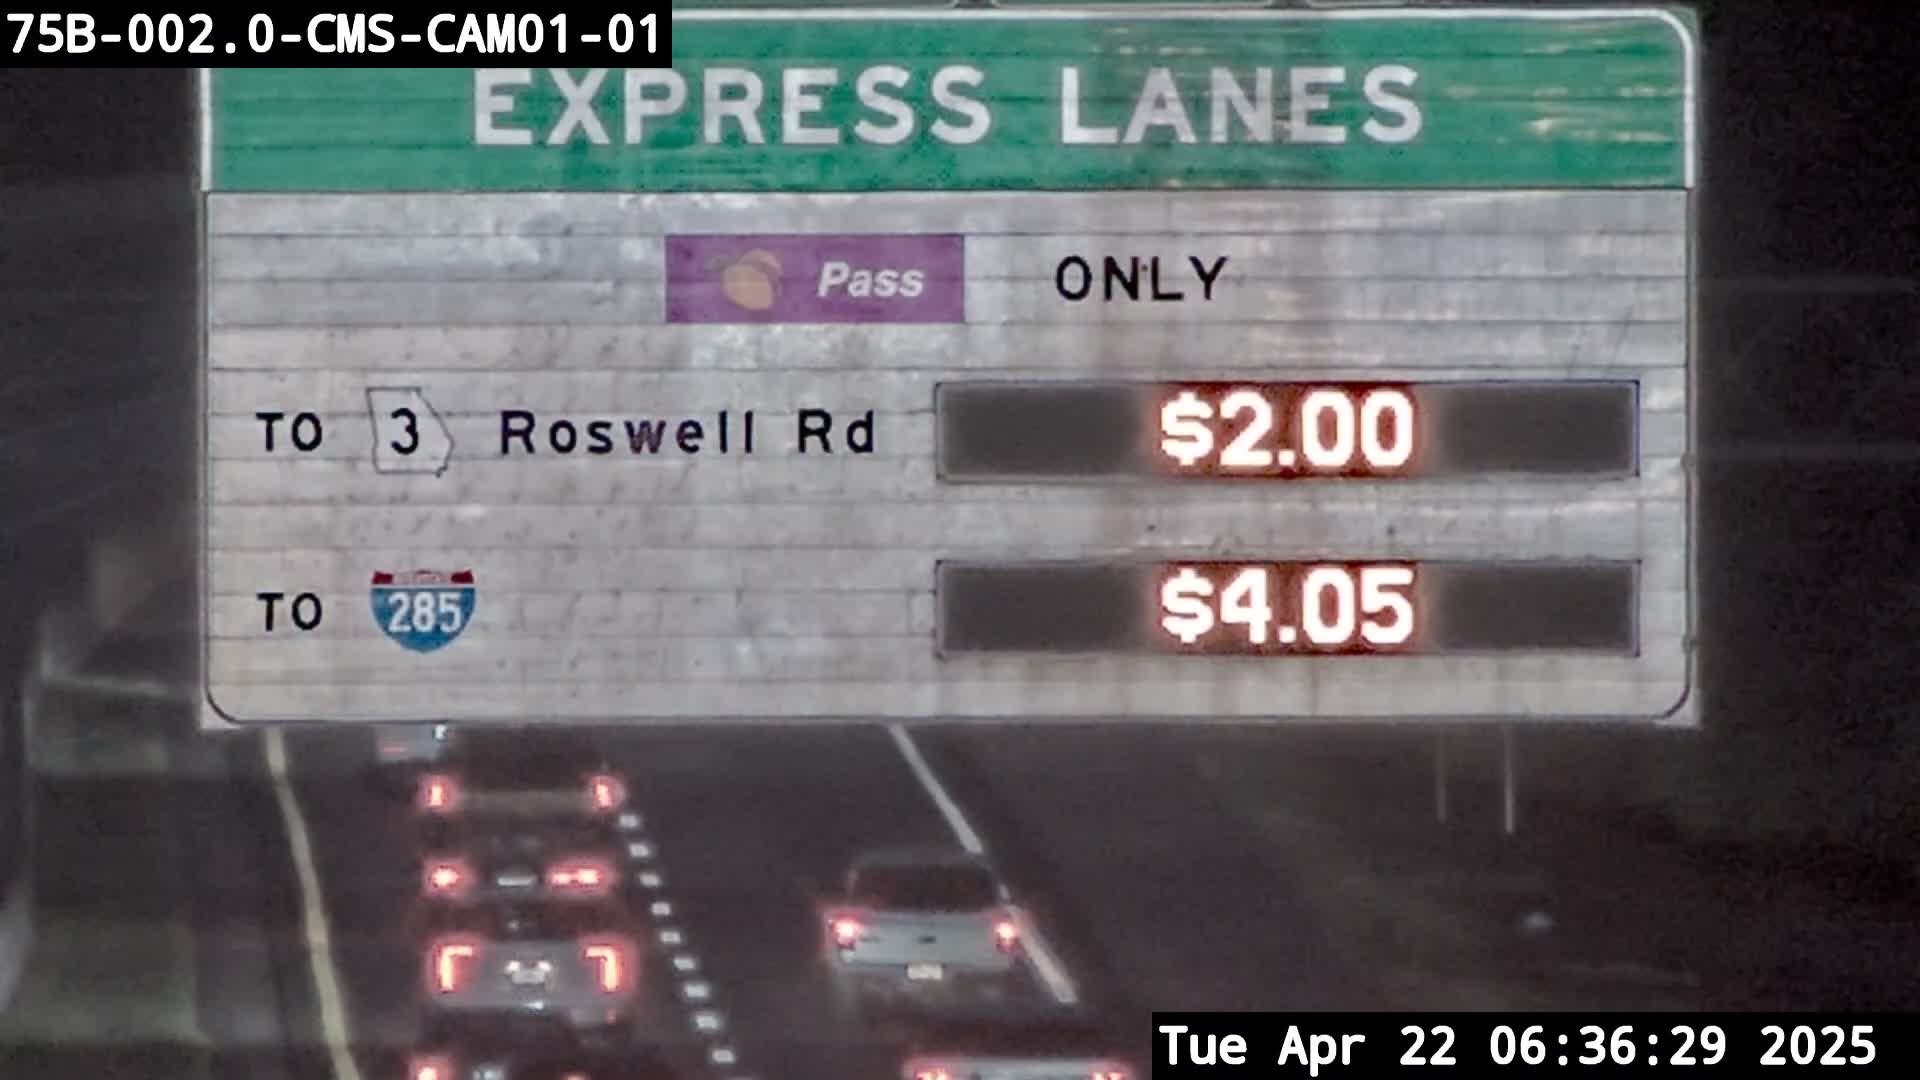 75B-002.0-CMS-CAM01-01
EXPRESS LANES
Pass ONLY
TO 3 Roswell Rd $2.00
TO 285 $4.05
Tue Apr 22 06:36:29 2025